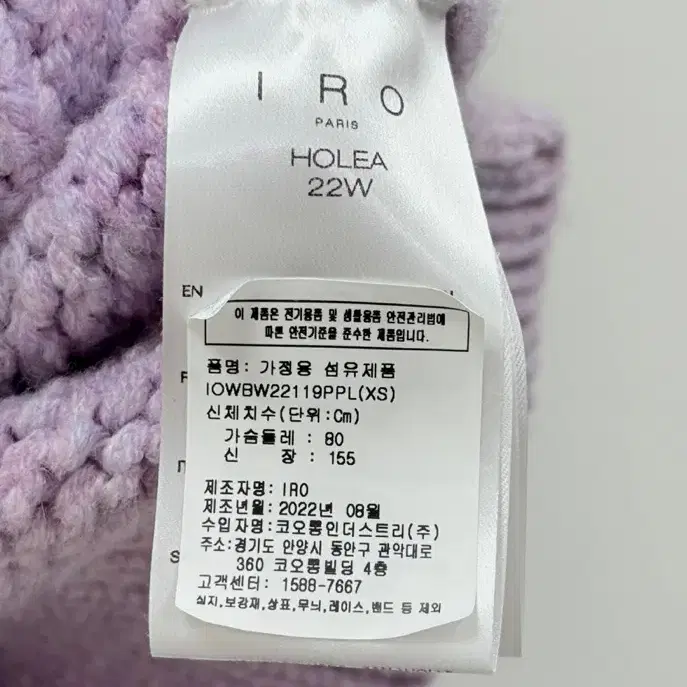 I R O
PARIS
HOLEA
22W
EN
이 제품은 전기용품 및 생활용품 안전관리법에
따른 안전기준을 준수한 제품입니다.
품명: 가정용 섬유제품
IOWBW22119PPL(XS)
신체치수(단위:Cm)
가슴둘레 : 80
신 장 : 155
제조자명: IRO
제조년월: 2022년 08월
수입자명:코오롱인더스트리(주)
주소:경기도 안양시 동안구 관악대로
360 코오롱빌딩 4층
고객센터: 1588-7667
심지,보강재,상표,무늬,레이스,밴드 등 제외